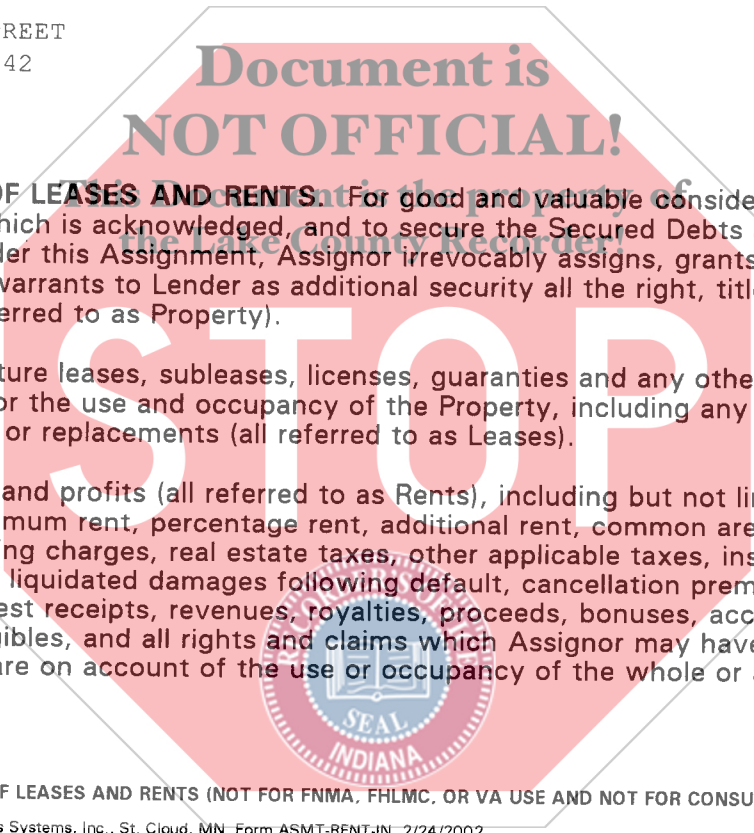 REET
42
Document is
NOT OFFICIAL!
This Document is the property of
the Lake County Recorder!
OF LEASES AND RENTS. For good and valuable conside
hich is acknowledged, and to secure the Secured Debts
der this Assignment, Assignor irrevocably assigns, grants
warrants to Lender as additional security all the right, titl
erred to as Property).
ture leases, subleases, licenses, guaranties and any othe
or the use and occupancy of the Property, including any
or replacements (all referred to as Leases).
STOP
and profits (all referred to as Rents), including but not li
mum rent, percentage rent, additional rent, common are
ing charges, real estate taxes, other applicable taxes, ins
liquidated damages following default, cancellation prem
est receipts, revenues, royalties, proceeds, bonuses, acc
ibles, and all rights and claims which Assignor may have
are on account of the use or occupancy of the whole or
SEAL
INDIANA
F LEASES AND RENTS (NOT FOR FNMA, FHLMC, OR VA USE AND NOT FOR CONSU
s Systems, Inc., St. Cloud, MN Form ASMT-RENT-IN 2/24/2002